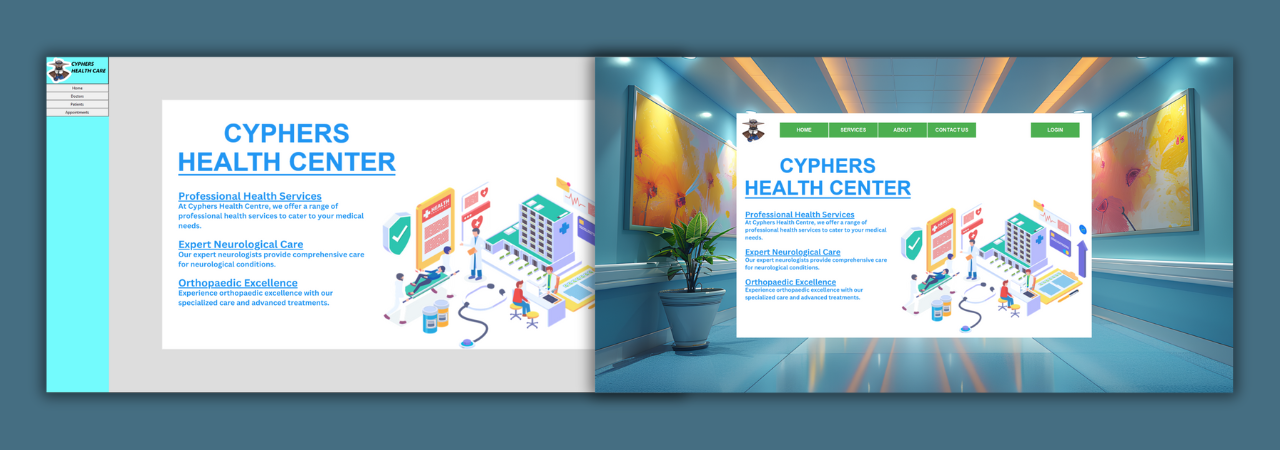 CYPHERS
HEALTH CARE
Home
Doctors
Patients
Appointments
CYPHERS
HEALTH CENTER
Professional Health Services
At Cyphers Health Centre, we offer a range of
professional health services to cater to your medical
needs.
Expert Neurological Care
Our expert neurologists provide comprehensive care
for neurological conditions.
Orthopaedic Excellence
Experience orthopaedic excellence with our
specialized care and advanced treatments.
HEALTH
HOME
SERVICES
ABOUT
CONTACT US
LOGIN
CYPHERS
HEALTH CENTER
Professional Health Services
At Cyphers Health Centre, we offer a range of
professional health services to cater to your medical
needs.
Expert Neurological Care
Our expert neurologists provide comprehensive care
for neurological conditions.
Orthopaedic Excellence
Experience orthopaedic excellence with our
specialized care and advanced treatments.
HEALTH